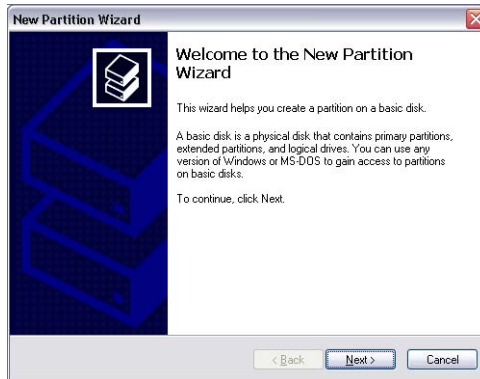 New Partition Wizard
Welcome to the New Partition
Wizard
This wizard helps you create a partition on a basic disk.
A basic disk is a physical disk that contains primary partitions,
extended partitions, and logical drives. You can use any
version of Windows or MS-DOS to gain access to partitions
on basic disks.
To continue, click Next.
< Back Next > Cancel